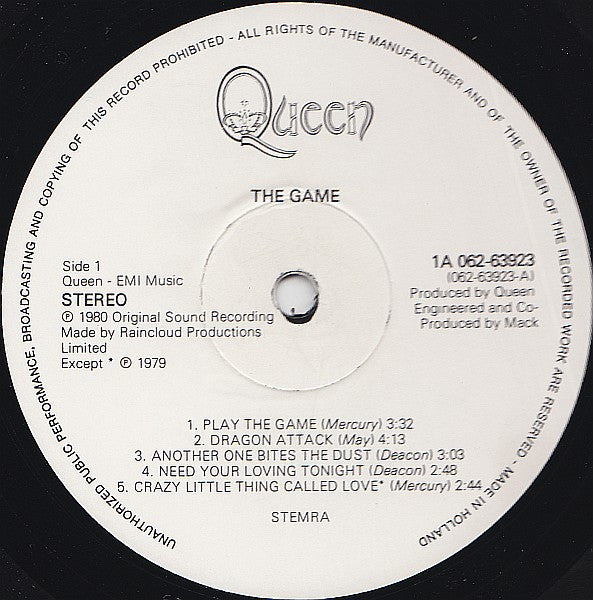 UNAUTHORIZED PUBLIC PERFORMANCE, BROADCASTING AND COPYING OF THIS RECORD PROHIBITED - ALL RIGHTS OF THE MANUFACTURER AND OF THE OWNER OF THE RECORDED WORK ARE RESERVED - MADE IN HOLLAND
Queen
THE GAME
Side 1
Queen - EMI Music
STEREO
℗ 1980 Original Sound Recording
Made by Raincloud Productions
Limited
Except * ℗ 1979
1A 062-63923
(062-63923-A)
Produced by Queen
Engineered and Co-
Produced by Mack
1. PLAY THE GAME (Mercury) 3:32
2. DRAGON ATTACK (May) 4:13
3. ANOTHER ONE BITES THE DUST (Deacon) 3:03
4. NEED YOUR LOVING TONIGHT (Deacon) 2:48
5. CRAZY LITTLE THING CALLED LOVE* (Mercury) 2:44
STEMRA